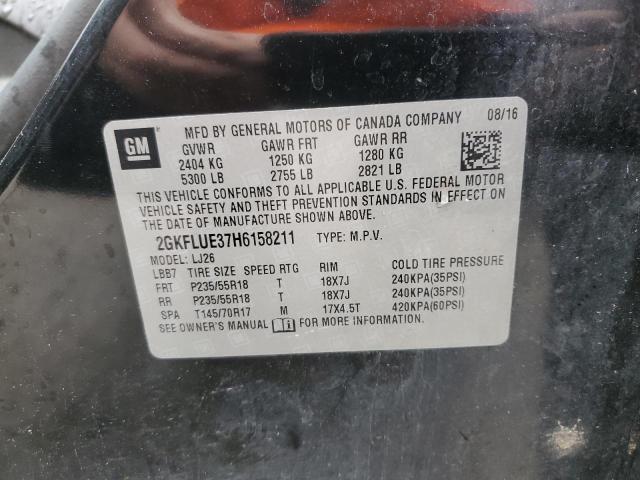 GM
MFD BY GENERAL MOTORS OF CANADA COMPANY 08/16
GVWR GAWR FRT GAWR RR
2404 KG 1250 KG 1280 KG
5300 LB 2755 LB 2821 LB
THIS VEHICLE CONFORMS TO ALL APPLICABLE U.S. FEDERAL MOTOR
VEHICLE SAFETY AND THEFT PREVENTION STANDARDS IN EFFECT ON
THE DATE OF MANUFACTURE SHOWN ABOVE.
2GKFLUE37H6158211 TYPE: M.P.V.
MODEL: LJ26
LBB7 TIRE SIZE SPEED RTG RIM COLD TIRE PRESSURE
FRT P235/55R18 T 18X7J 240KPA(35PSI)
RR P235/55R18 T 18X7J 240KPA(35PSI)
SPA T145/70R17 M 17X4.5T 420KPA(60PSI)
SEE OWNER'S MANUAL FOR MORE INFORMATION.